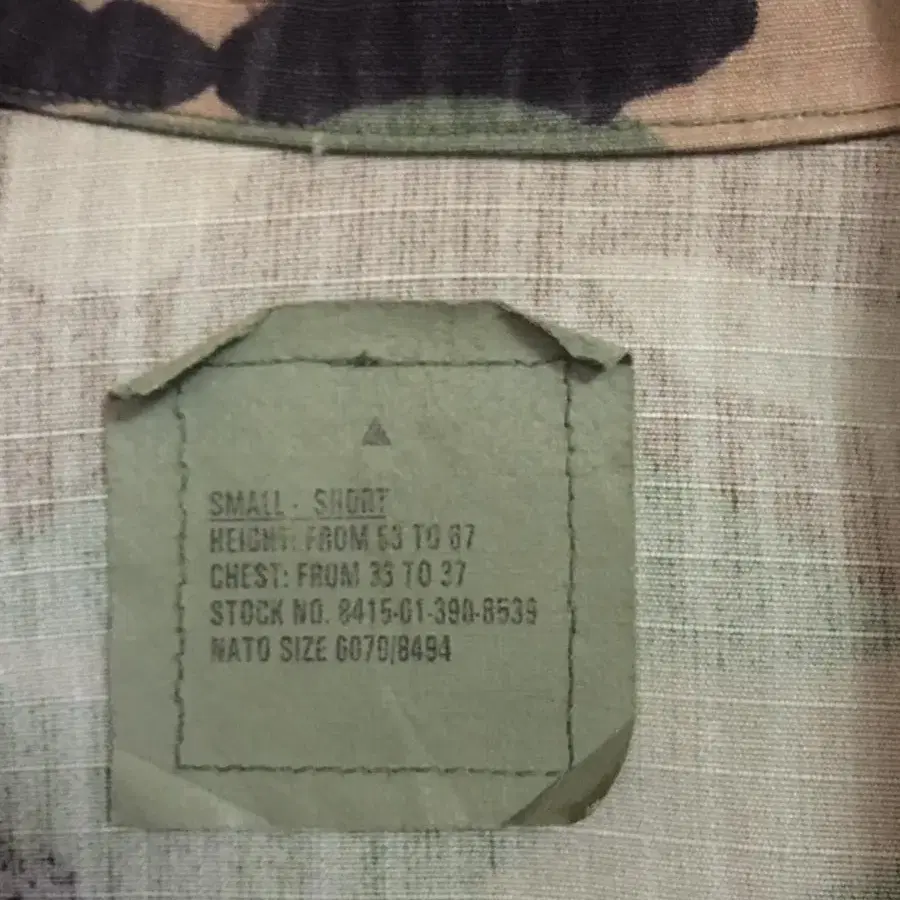 SMALL - SHORT
HEIGHT: FROM 63 TO 67
CHEST: FROM 33 TO 37
STOCK NO. 8415-01-390-8539
NATO SIZE 6070/8494